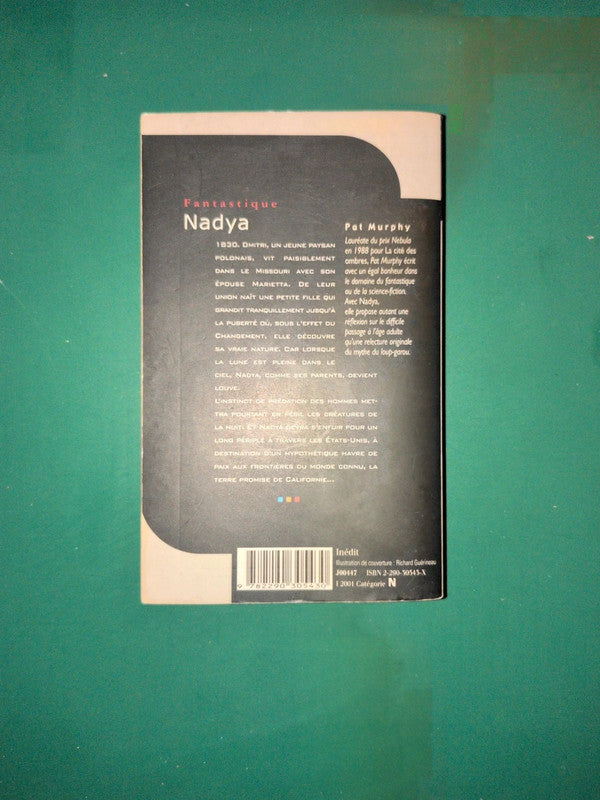 Fantastique
Nadya
1830. Dmitri, un jeune paysan
polonais, vit paisiblement
dans le Missouri avec son
épouse Marietta. De leur
union naît une petite fille qui
grandit tranquillement jusqu'à
la puberté où, sous l'effet du
Changement, elle découvre
sa vraie nature. Car lorsque
la lune est pleine dans le
ciel, Nadya, comme ses parents, devient
louve.
L'instinct de prédation des hommes met-
tra pourtant en péril les créatures de
la nuit. Et Nadya devra s'enfuir pour un
long périple à travers les États-Unis, à
destination d'un hypothétique havre de
paix aux frontières du monde connu, la
terre promise de Californie...
Pat Murphy
Lauréate du prix Nebula
en 1988 pour La cité des
ombres, Pat Murphy écrit
avec un égal bonheur dans
le domaine du fantastique
ou de la science-fiction.
Avec Nadya,
elle propose autant une
réflexion sur le difficile
passage à l'âge adulte
qu'une relecture originale
du mythe du loup-garou.
9 782290 305430
Inédit
Illustration de couverture : Richard Guérineau
J00447 ISBN 2-290-30543-X
I 2001 Catégorie N